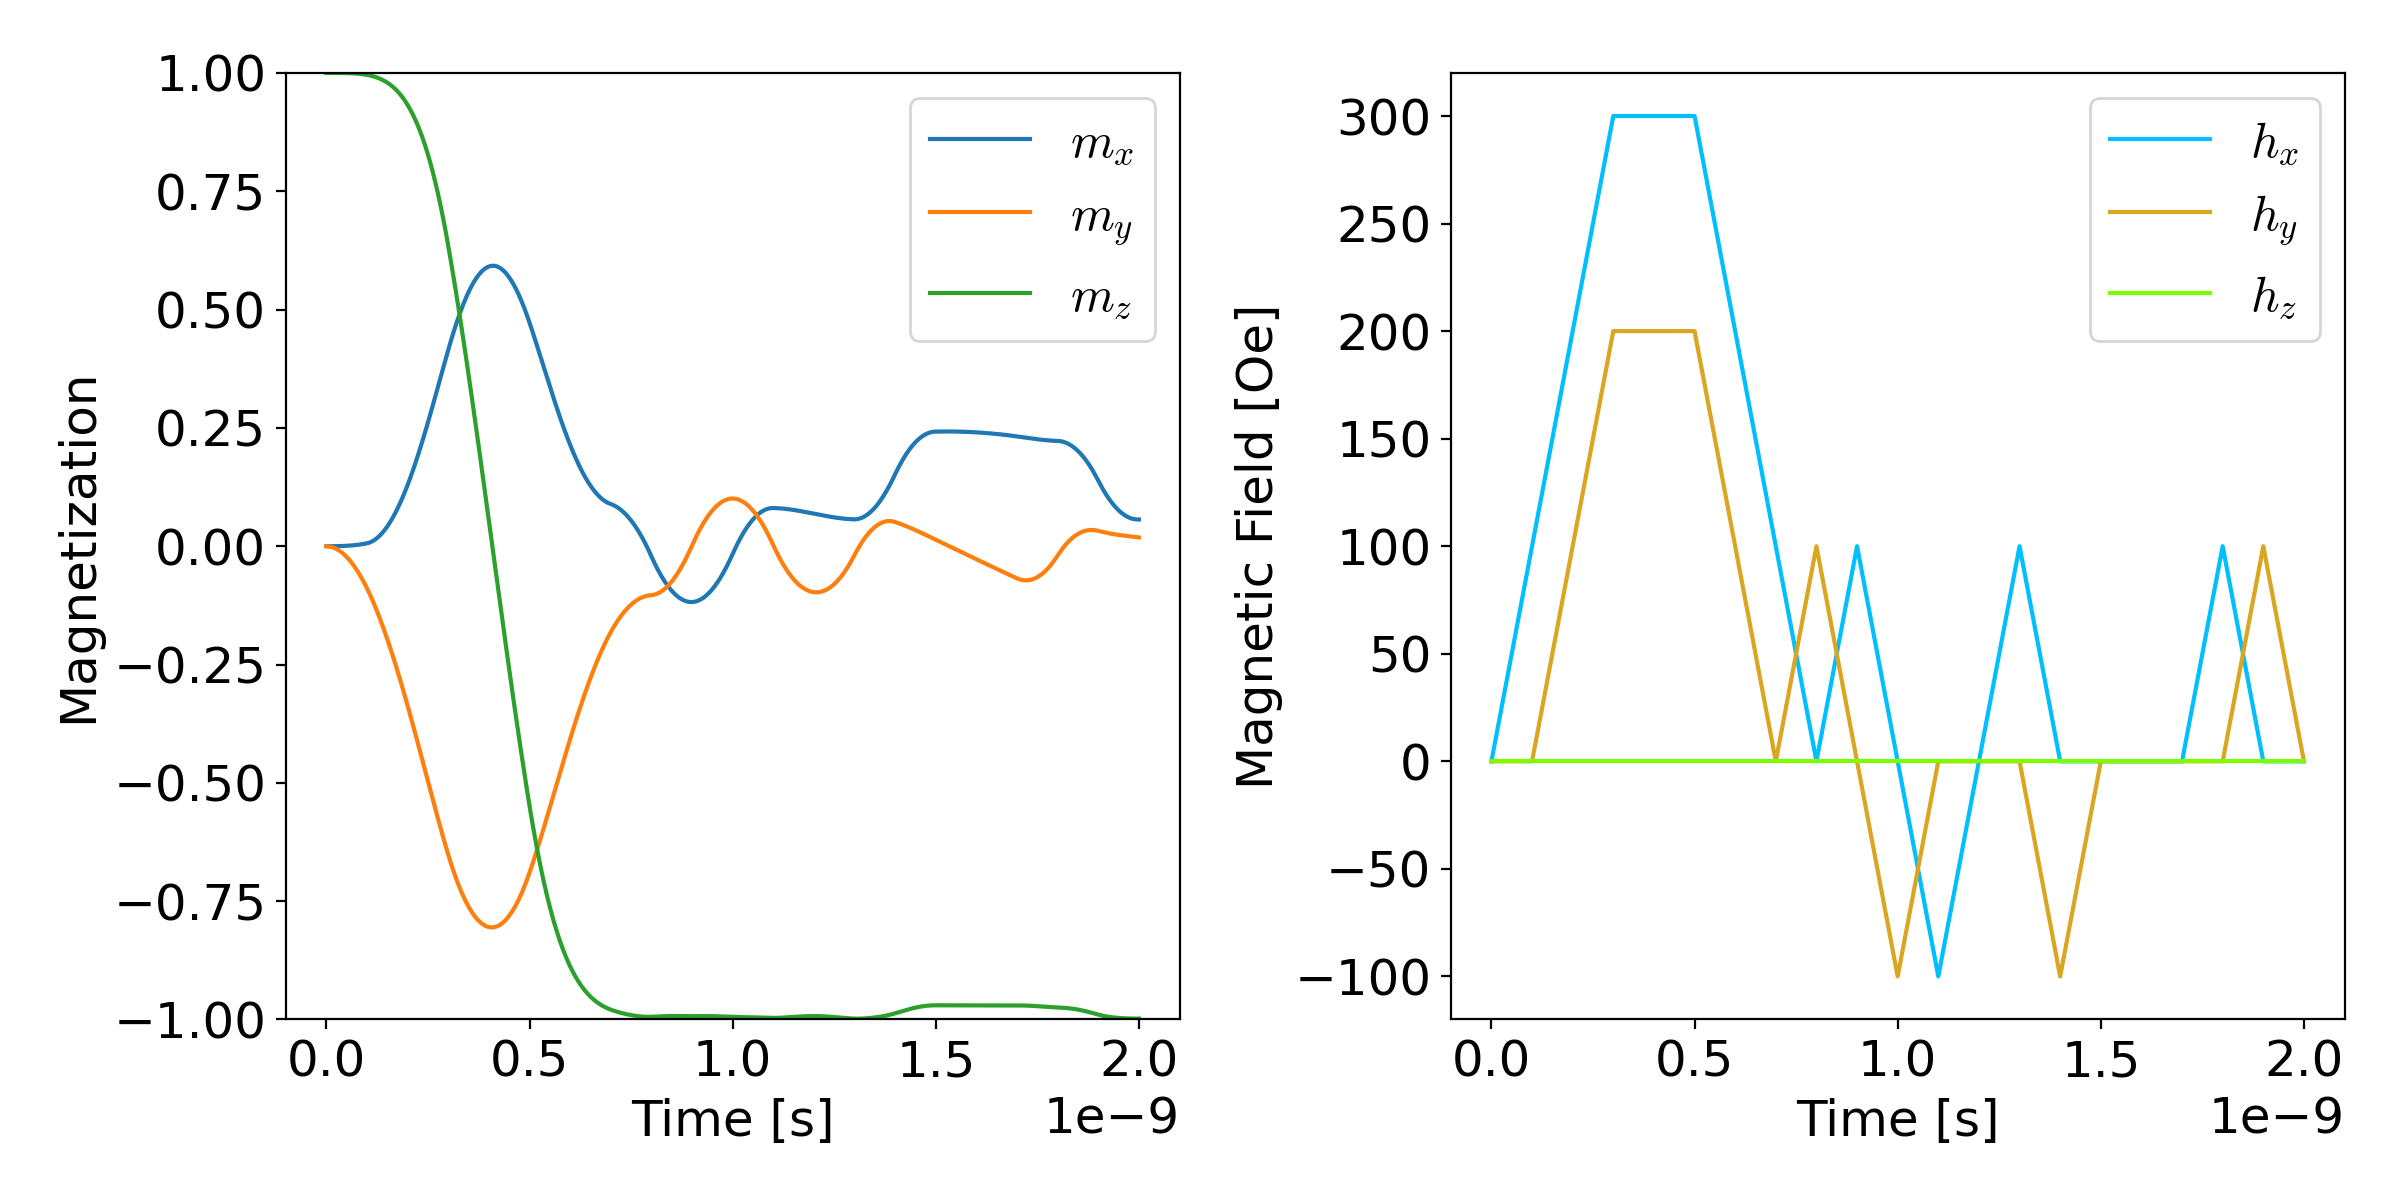 Magnetization
1.00
0.75
0.50
0.25
0.00
−0.25
−0.50
−0.75
−1.00
m_x
m_y
m_z
0.0 0.5 1.0 1.5 2.0
Time [s]
1e−9
Magnetic Field [Oe]
300
250
200
150
100
50
0
−50
−100
h_x
h_y
h_z
0.0 0.5 1.0 1.5 2.0
Time [s]
1e−9